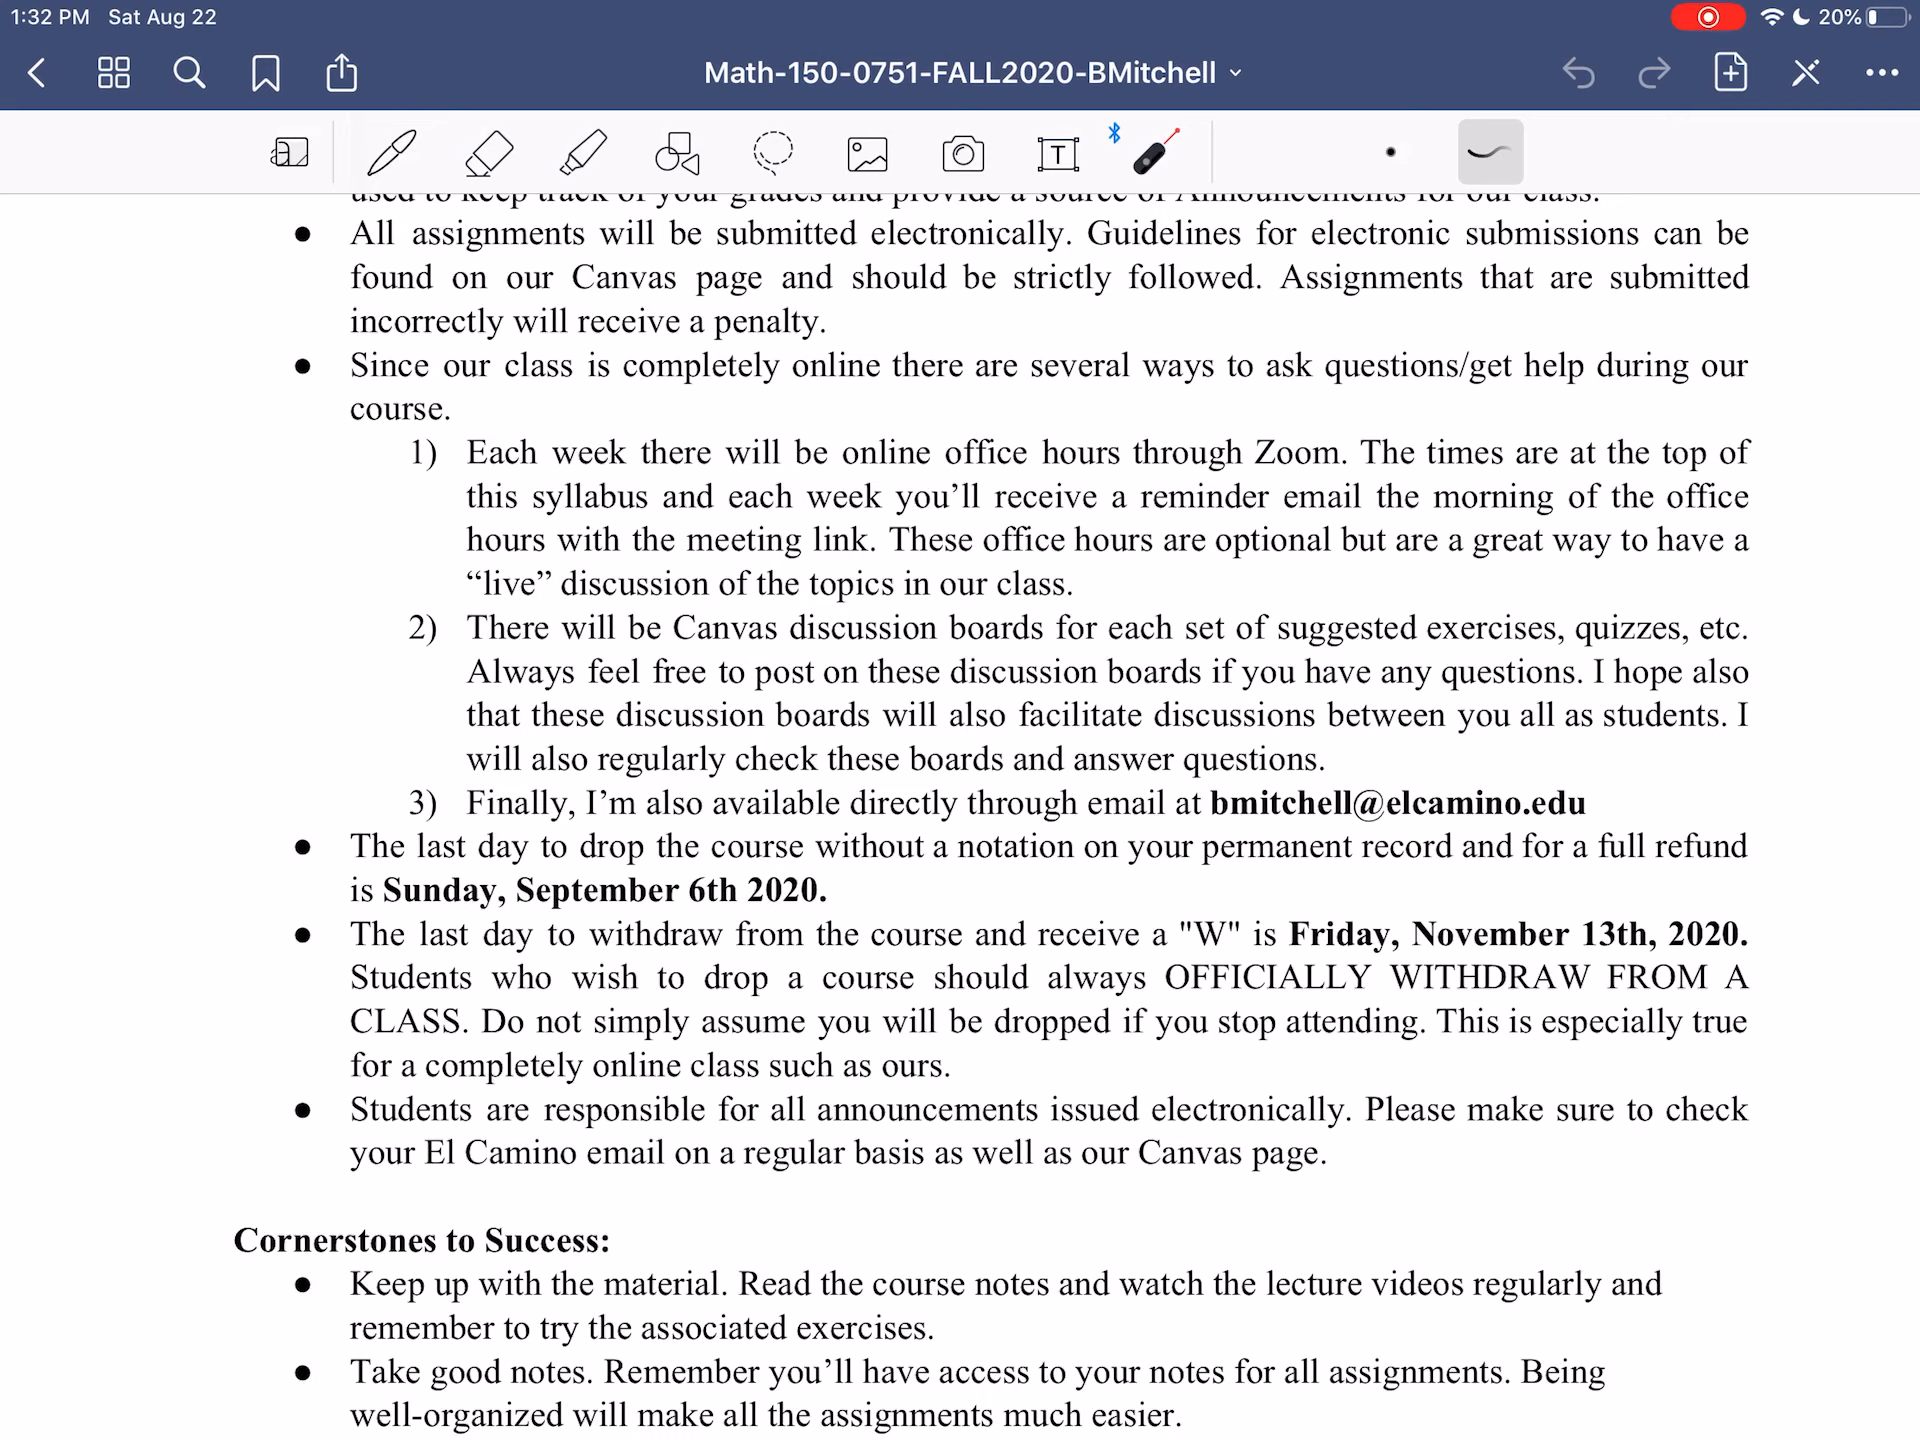 1:32 PM Sat Aug 22
20%
Math-150-0751-FALL2020-BMitchell
used to keep track of your grades and provide a source of Announcements for our class.
● All assignments will be submitted electronically. Guidelines for electronic submissions can be
found on our Canvas page and should be strictly followed. Assignments that are submitted
incorrectly will receive a penalty.
● Since our class is completely online there are several ways to ask questions/get help during our
course.
1) Each week there will be online office hours through Zoom. The times are at the top of
this syllabus and each week you’ll receive a reminder email the morning of the office
hours with the meeting link. These office hours are optional but are a great way to have a
“live” discussion of the topics in our class.
2) There will be Canvas discussion boards for each set of suggested exercises, quizzes, etc.
Always feel free to post on these discussion boards if you have any questions. I hope also
that these discussion boards will also facilitate discussions between you all as students. I
will also regularly check these boards and answer questions.
3) Finally, I’m also available directly through email at bmitchell@elcamino.edu
● The last day to drop the course without a notation on your permanent record and for a full refund
is Sunday, September 6th 2020.
● The last day to withdraw from the course and receive a "W" is Friday, November 13th, 2020.
Students who wish to drop a course should always OFFICIALLY WITHDRAW FROM A
CLASS. Do not simply assume you will be dropped if you stop attending. This is especially true
for a completely online class such as ours.
● Students are responsible for all announcements issued electronically. Please make sure to check
your El Camino email on a regular basis as well as our Canvas page.
Cornerstones to Success:
● Keep up with the material. Read the course notes and watch the lecture videos regularly and
remember to try the associated exercises.
● Take good notes. Remember you’ll have access to your notes for all assignments. Being
well-organized will make all the assignments much easier.